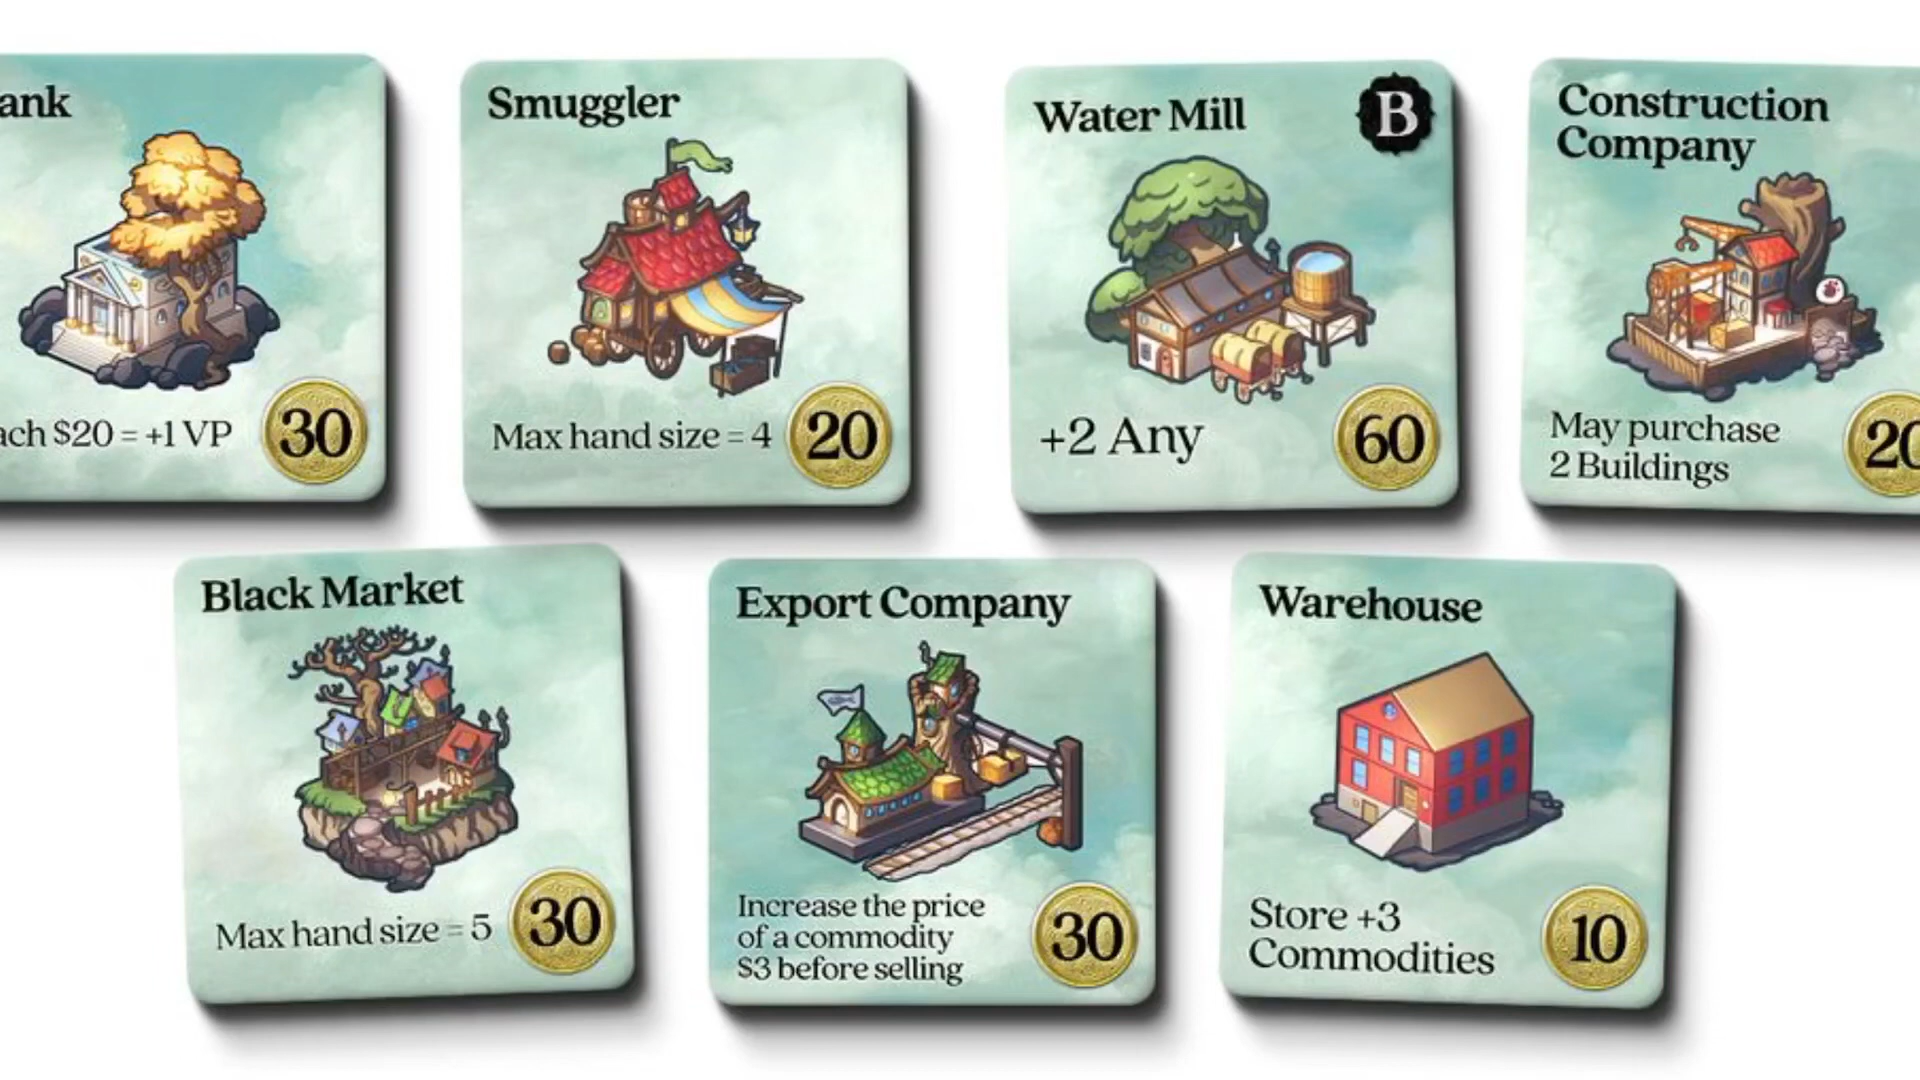 ank
ach $20 = +1 VP
30
Smuggler
Max hand size = 4
20
Water Mill
B
+2 Any
60
Construction
Company
May purchase
2 Buildings
20
Black Market
Max hand size = 5
30
Export Company
Increase the price
of a commodity
$3 before selling
30
Warehouse
Store +3
Commodities
10